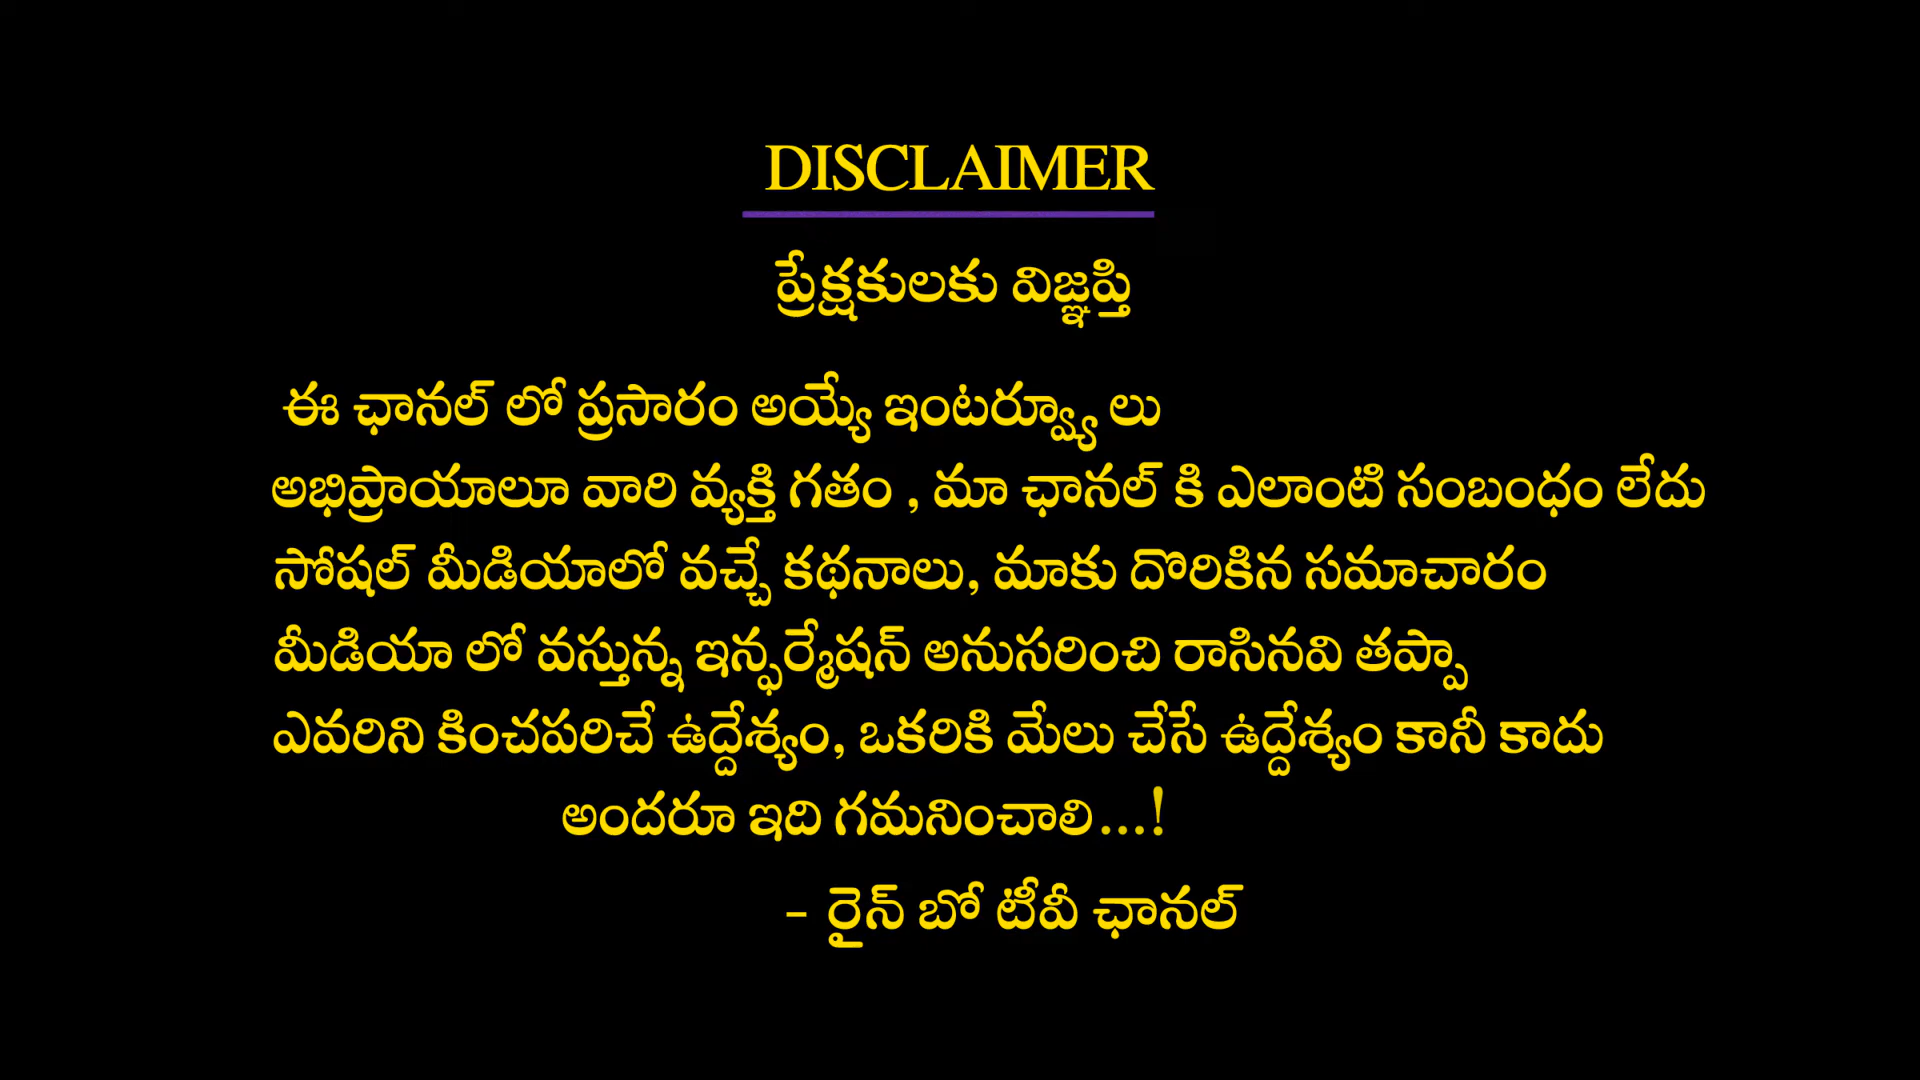 DISCLAIMER
ప్రేక్షకులకు విజ్ఞప్తి
ఈ ఛానల్ లో ప్రసారం అయ్యే ఇంటర్వ్యూ లు
అభిప్రాయాలూ వారి వ్యక్తి గతం , మా ఛానల్ కి ఎలాంటి సంబంధం లేదు
సోషల్ మీడియాలో వచ్చే కథనాలు, మాకు దొరికిన సమాచారం
మీడియా లో వస్తున్న ఇన్ఫర్మేషన్ అనుసరించి రాసినవి తప్పా
ఎవరిని కించపరిచే ఉద్దేశ్యం, ఒకరికి మేలు చేసే ఉద్దేశ్యం కానీ కాదు
అందరూ ఇది గమనించాలి...!
- రైన్ బో టీవీ ఛానల్